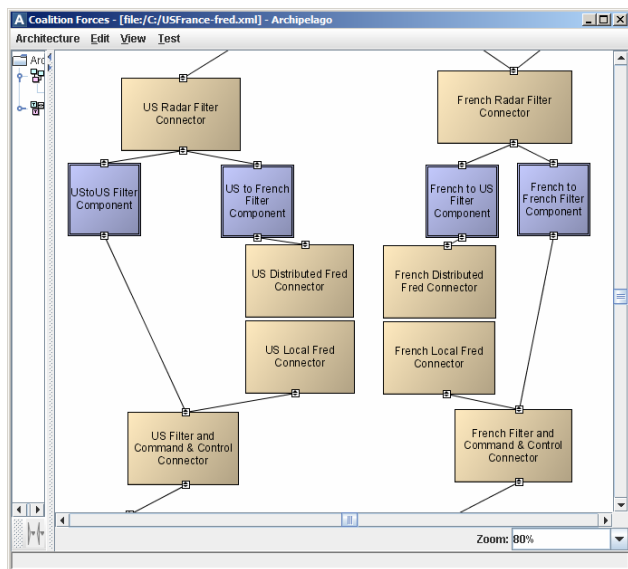 Coalition Forces - [file:/C:/USFrance-fred.xml] - Archipelago
Architecture Edit View Test
Arc
US Radar Filter
Connector
French Radar Filter
Connector
UStoUS Filter
Component
US to French
Filter
Component
French to US
Filter
Component
French to
French Filter
Component
US Distributed Fred
Connector
French Distributed
Fred Connector
US Local Fred
Connector
French Local Fred
Connector
US Filter and
Command & Control
Connector
French Filter and
Command & Control
Connector
Zoom: 80%